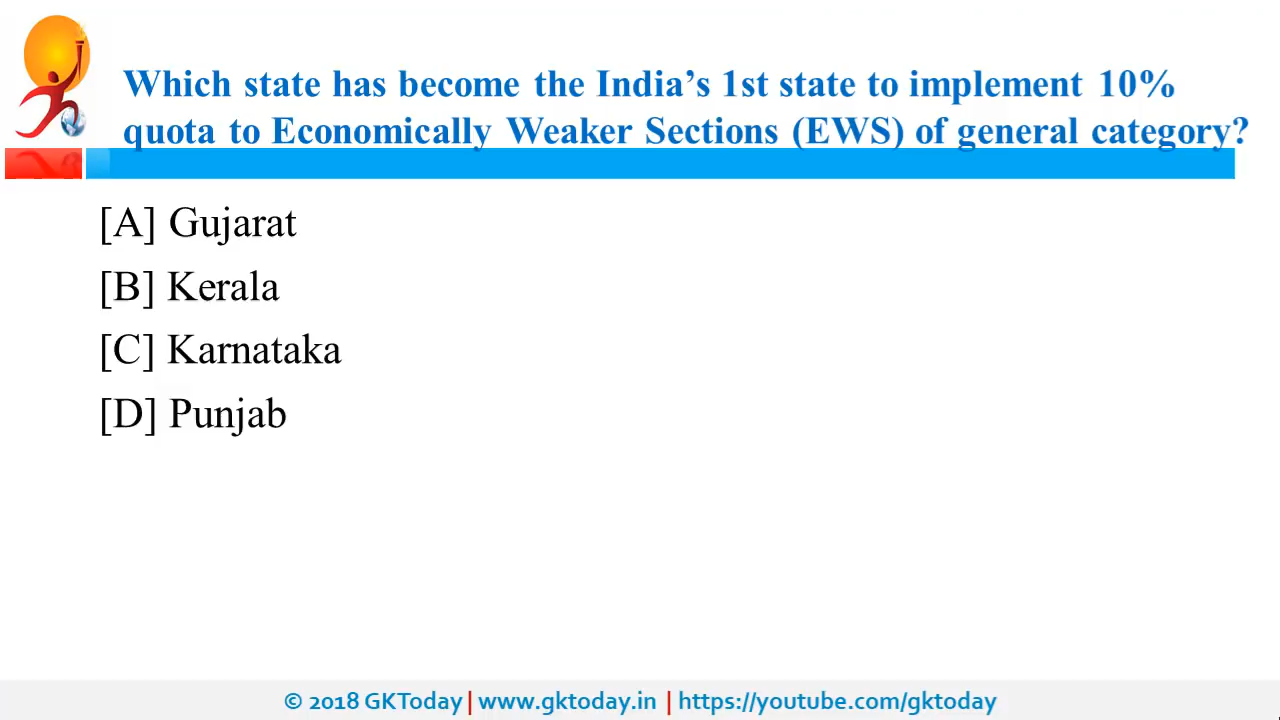 Which state has become the India’s 1st state to implement 10%
quota to Economically Weaker Sections (EWS) of general category?
[A] Gujarat
[B] Kerala
[C] Karnataka
[D] Punjab
© 2018 GKToday | www.gktoday.in | https://youtube.com/gktoday